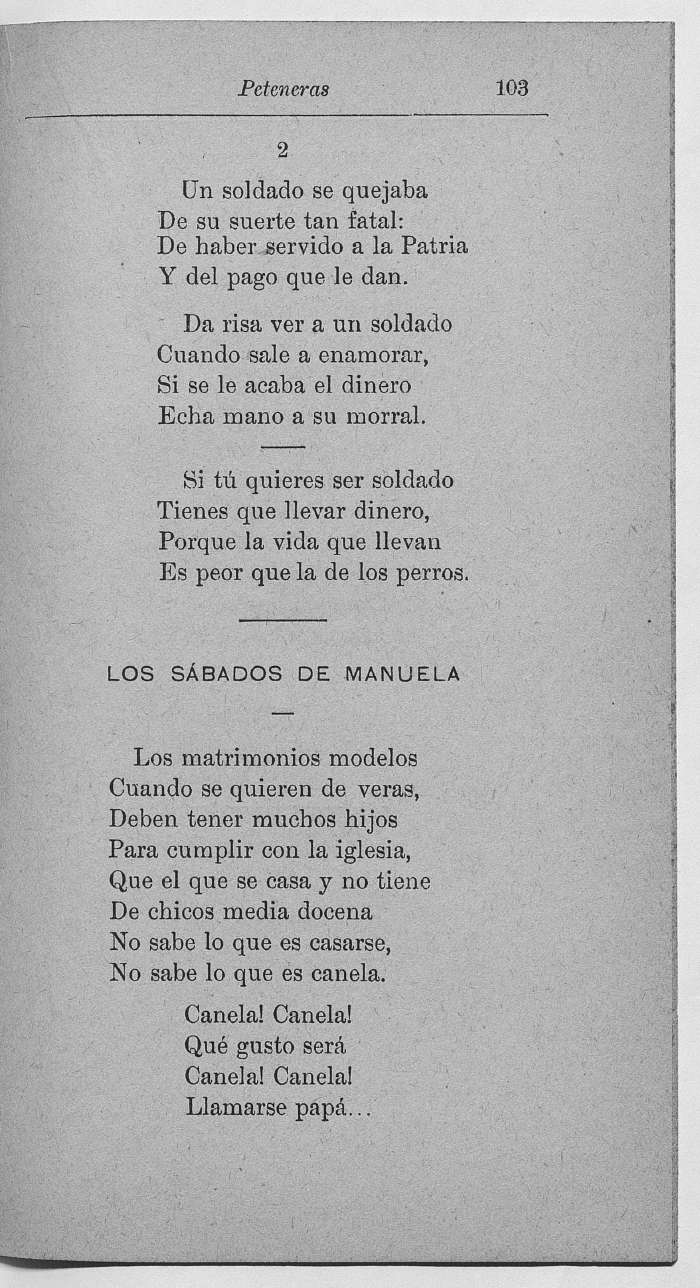 Peteneras 103
2
Un soldado se quejaba
De su suerte tan fatal:
De haber servido a la Patria
Y del pago que le dan.
Da risa ver a un soldado
Cuando sale a enamorar,
Si se le acaba el dinero
Echa mano a su morral.
Si tú quieres ser soldado
Tienes que llevar dinero,
Porque la vida que llevan
Es peor que la de los perros.
LOS SÁBADOS DE MANUELA
Los matrimonios modelos
Cuando se quieren de veras,
Deben tener muchos hijos
Para cumplir con la iglesia,
Que el que se casa y no tiene
De chicos media docena
No sabe lo que es casarse,
No sabe lo que es canela.
Canela! Canela!
Qué gusto será
Canela! Canela!
Llamarse papá...